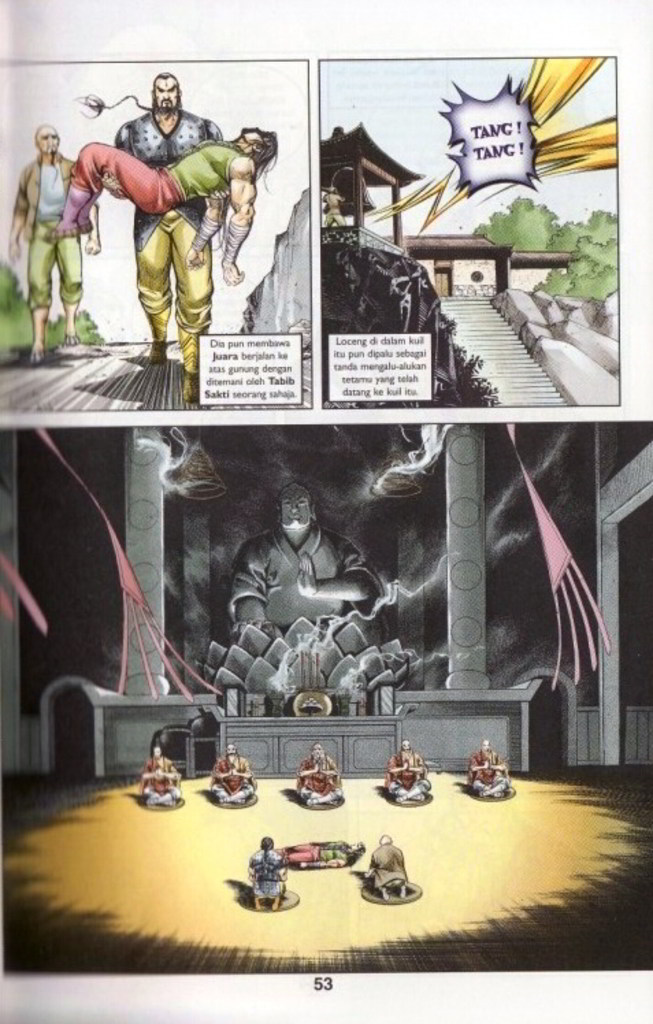 Dia pun membawa
Juara berjalan ke
atas gunung dengan
ditemani oleh Tabib
Sakti seorang sahaja.
TANG !
TANG !
Loceng di dalam kuil
itu pun dipalu sebagai
tanda mengalu-alukan
tetamu yang telah
datang ke kuil itu.
53